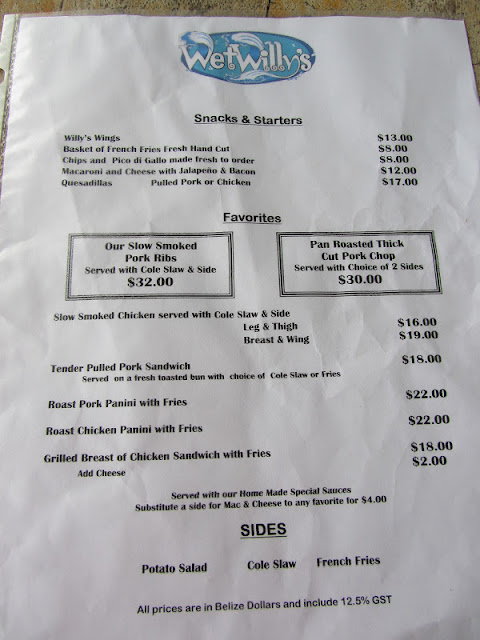 WetWilly's
Snacks & Starters
Willy's Wings $13.00
Basket of French Fries Fresh Hand Cut $8.00
Chips and Pico di Gallo made fresh to order $8.00
Macaroni and Cheese with Jalapeño & Bacon $12.00
Quesadillas Pulled Pork or Chicken $17.00
Favorites
Our Slow Smoked
Pork Ribs
Served with Cole Slaw & Side
$32.00
Pan Roasted Thick
Cut Pork Chop
Served with Choice of 2 Sides
$30.00
Slow Smoked Chicken served with Cole Slaw & Side
Leg & Thigh $16.00
Breast & Wing $19.00
Tender Pulled Pork Sandwich $18.00
Served on a fresh toasted bun with choice of Cole Slaw or Fries
Roast Pork Panini with Fries $22.00
Roast Chicken Panini with Fries $22.00
Grilled Breast of Chicken Sandwich with Fries $18.00
Add Cheese $2.00
Served with our Home Made Special Sauces
Substitute a side for Mac & Cheese to any favorite for $4.00
SIDES
Potato Salad Cole Slaw French Fries
All prices are in Belize Dollars and include 12.5% GST